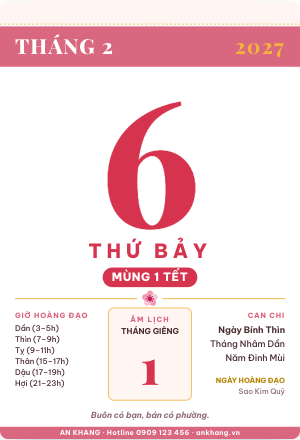 THÁNG 2
2027
6
THỨ BẢY
MÙNG 1 TẾT
GIỜ HOÀNG ĐẠO
Dần (3–5h)
Thìn (7–9h)
Tỵ (9–11h)
Thân (15–17h)
Dậu (17–19h)
Hợi (21–23h)
ÂM LỊCH
THÁNG GIÊNG
1
CAN CHI
Ngày Bính Thìn
Tháng Nhâm Dần
Năm Đinh Mùi
NGÀY HOÀNG ĐẠO
Sao Kim Quỹ
Buôn có bạn, bán có phường.
AN KHANG · Hotline 0909 123 456 · ankhang.vn